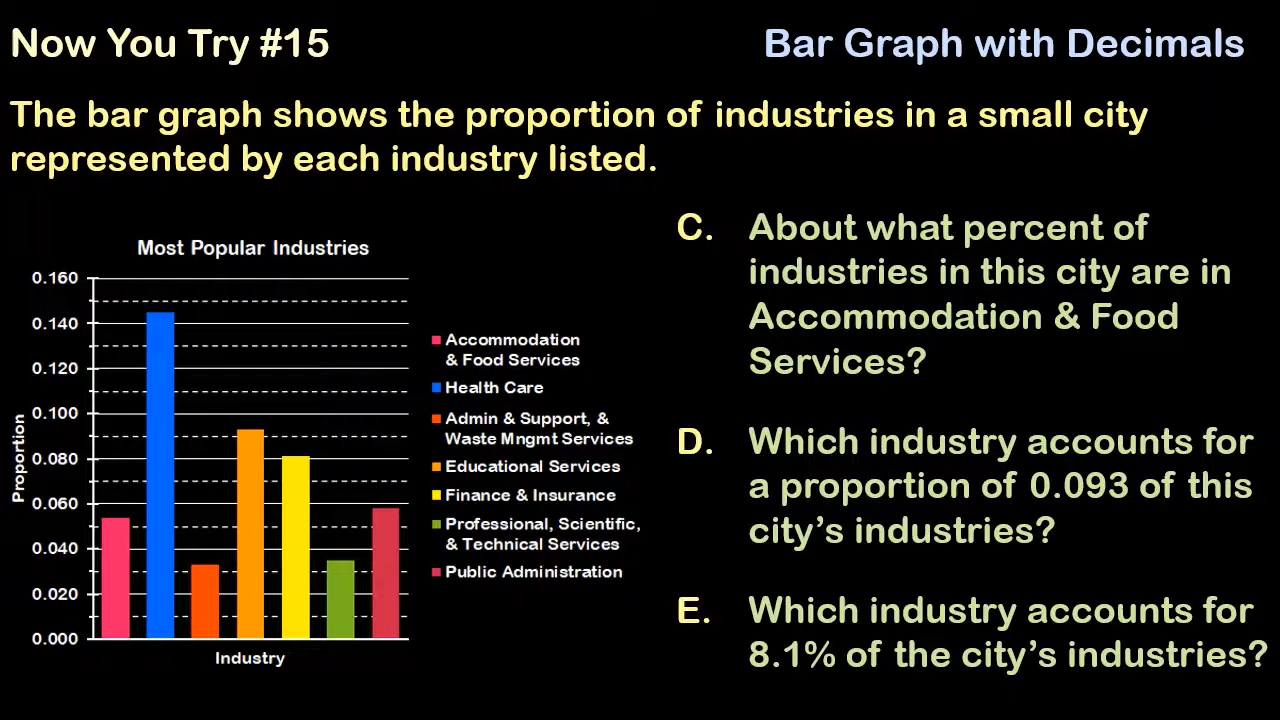 Now You Try #15
Bar Graph with Decimals
The bar graph shows the proportion of industries in a small city
represented by each industry listed.
Most Popular Industries
0.160
0.140
0.120
0.100
0.080
0.060
0.040
0.020
0.000
Proportion
Industry
Accommodation
& Food Services
Health Care
Admin & Support, &
Waste Mngmt Services
Educational Services
Finance & Insurance
Professional, Scientific,
& Technical Services
Public Administration
C. About what percent of
industries in this city are in
Accommodation & Food
Services?
D. Which industry accounts for
a proportion of 0.093 of this
city’s industries?
E. Which industry accounts for
8.1% of the city’s industries?